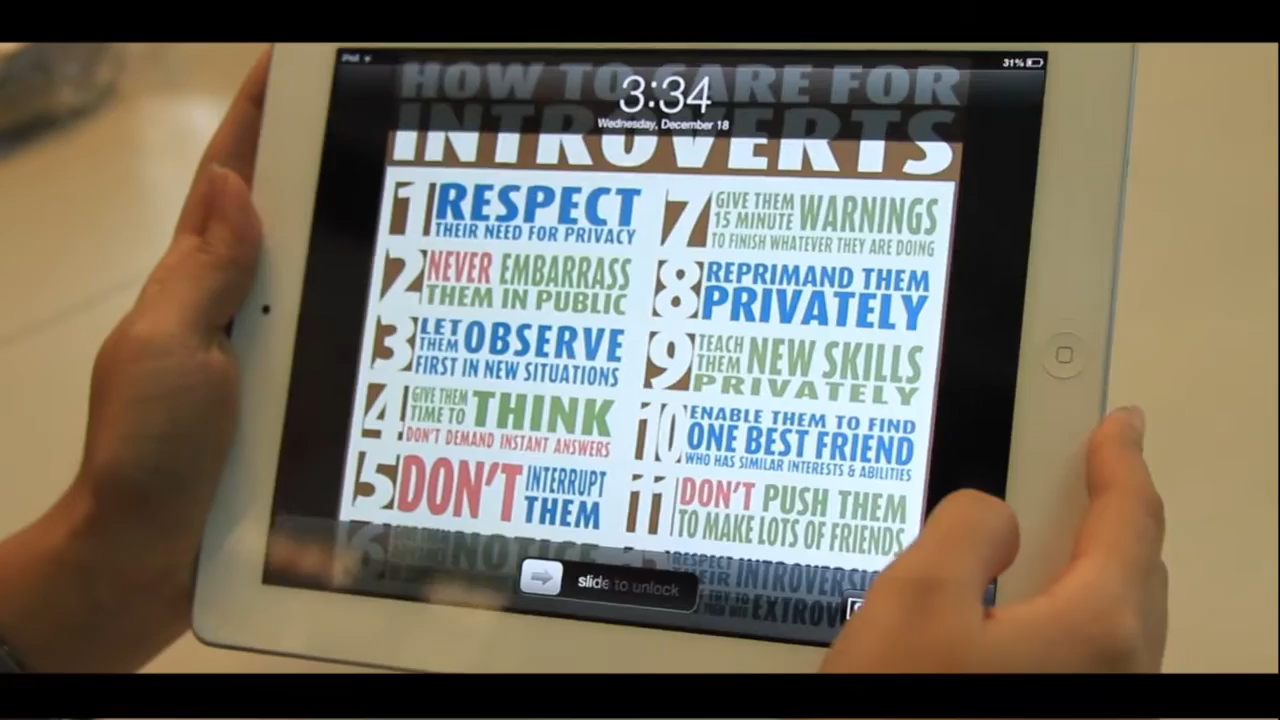 iPad
31%
HOW TO CARE FOR
3:34
Wednesday, December 18
INTROVERTS
1 RESPECT
THEIR NEED FOR PRIVACY
2 NEVER EMBARRASS
THEM IN PUBLIC
3 LET THEM OBSERVE
FIRST IN NEW SITUATIONS
4 GIVE THEM TIME TO THINK
DON'T DEMAND INSTANT ANSWERS
5 DON'T INTERRUPT
THEM
6
NOTICE
7 GIVE THEM
15 MINUTE WARNINGS
TO FINISH WHATEVER THEY ARE DOING
8 REPRIMAND THEM
PRIVATELY
9 TEACH THEM NEW SKILLS
PRIVATELY
10 ENABLE THEM TO FIND
ONE BEST FRIEND
WHO HAS SIMILAR INTERESTS & ABILITIES
11 DON'T PUSH THEM
TO MAKE LOTS OF FRIENDS
RESPECT
THEIR INTROVERSI
TRY TO
EXTROV
slide to unlock